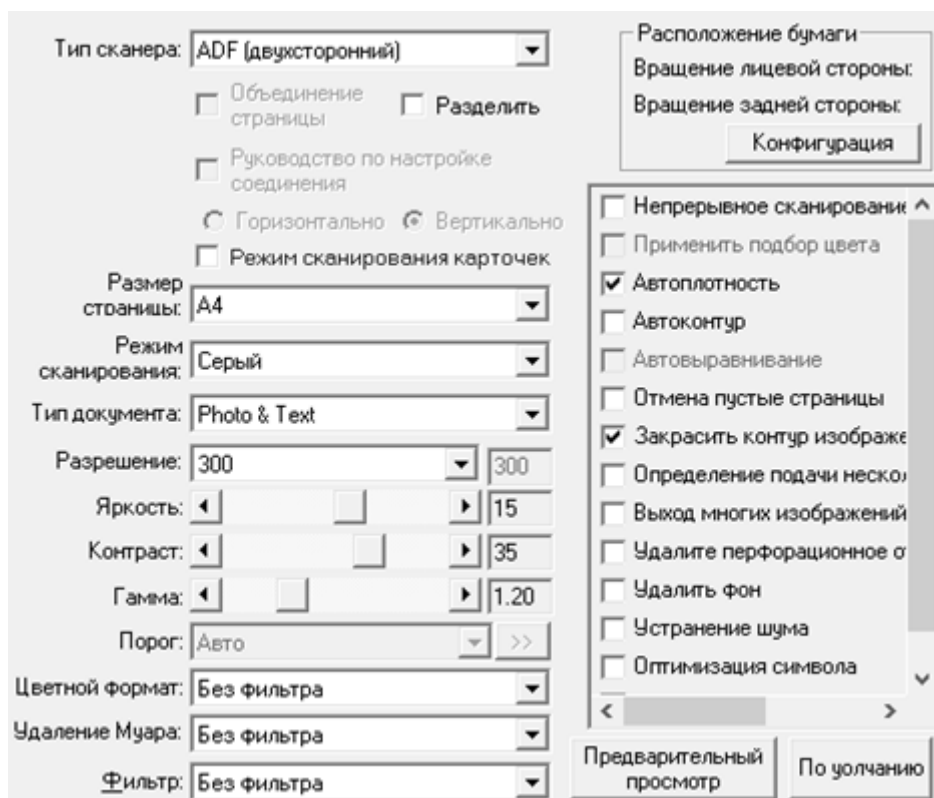 Тип сканера: ADF (двухсторонний)
Объединение
страницы
Разделить
Руководство по настройке
соединения
Горизонтально Вертикально
Режим сканирования карточек
Размер
страницы: A4
Режим
сканирования: Серый
Тип документа: Photo & Text
Разрешение: 300 300
Яркость: 15
Контраст: 35
Гамма: 1.20
Порог: Авто >>
Цветной формат: Без фильтра
Удаление Муара: Без фильтра
Фильтр: Без фильтра
Расположение бумаги
Вращение лицевой стороны:
Вращение задней стороны:
Конфигурация
Непрерывное сканирование
Применить подбор цвета
Автоплотность
Автоконтур
Автовыравнивание
Отмена пустые страницы
Закрасить контур изображе
Определение подачи неско
Выход многих изображений
Удалите перфорационное о
Удалить фон
Устранение шума
Оптимизация символа
Предварительный
просмотр
По уолчанию